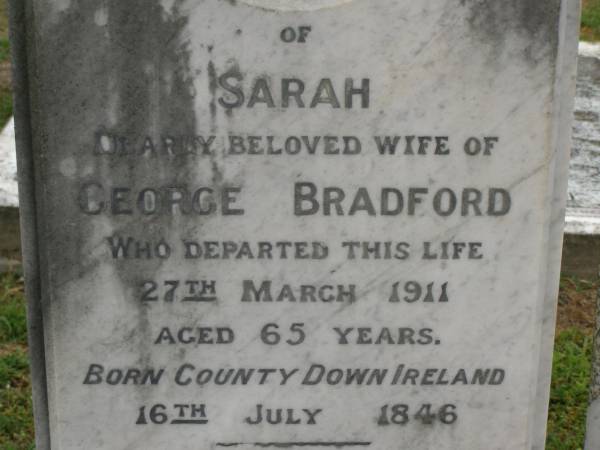 OF
SARAH
DEARLY BELOVED WIFE OF
GEORGE BRADFORD
WHO DEPARTED THIS LIFE
27TH MARCH 1911
AGED 65 YEARS.
BORN COUNTY DOWN IRELAND
16TH JULY 1846